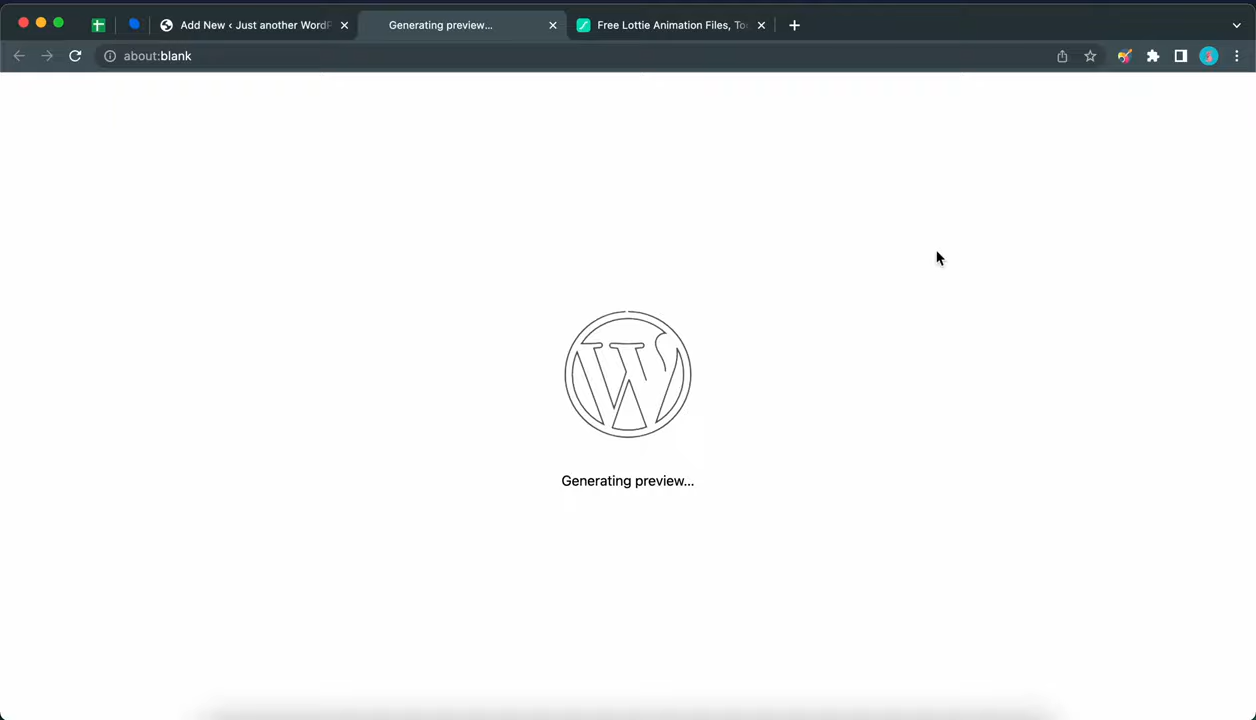 Add New ‹ Just another WordP
Generating preview...
Free Lottie Animation Files, To
about:blank
Generating preview...